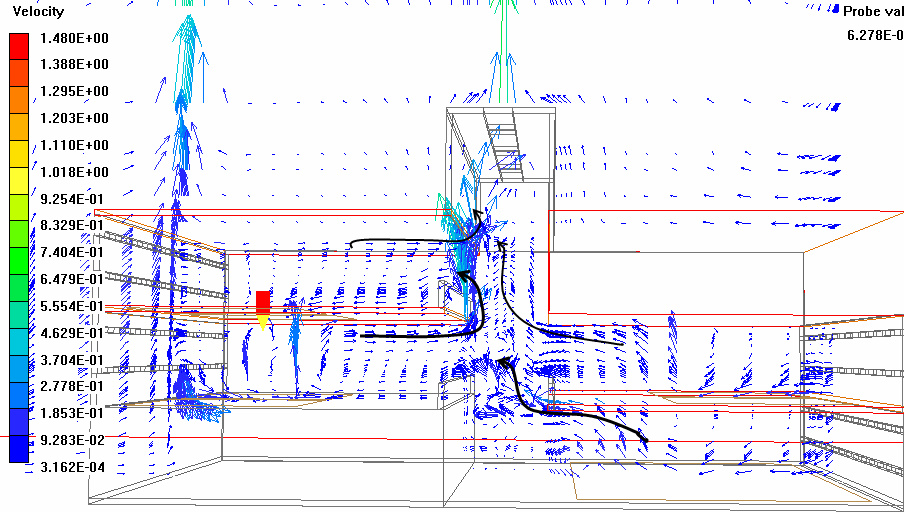 Velocity
Probe val
6.278E-0
1.480E+00
1.388E+00
1.295E+00
1.203E+00
1.110E+00
1.018E+00
9.254E-01
8.329E-01
7.404E-01
6.479E-01
5.554E-01
4.629E-01
3.704E-01
2.778E-01
1.853E-01
9.283E-02
3.162E-04